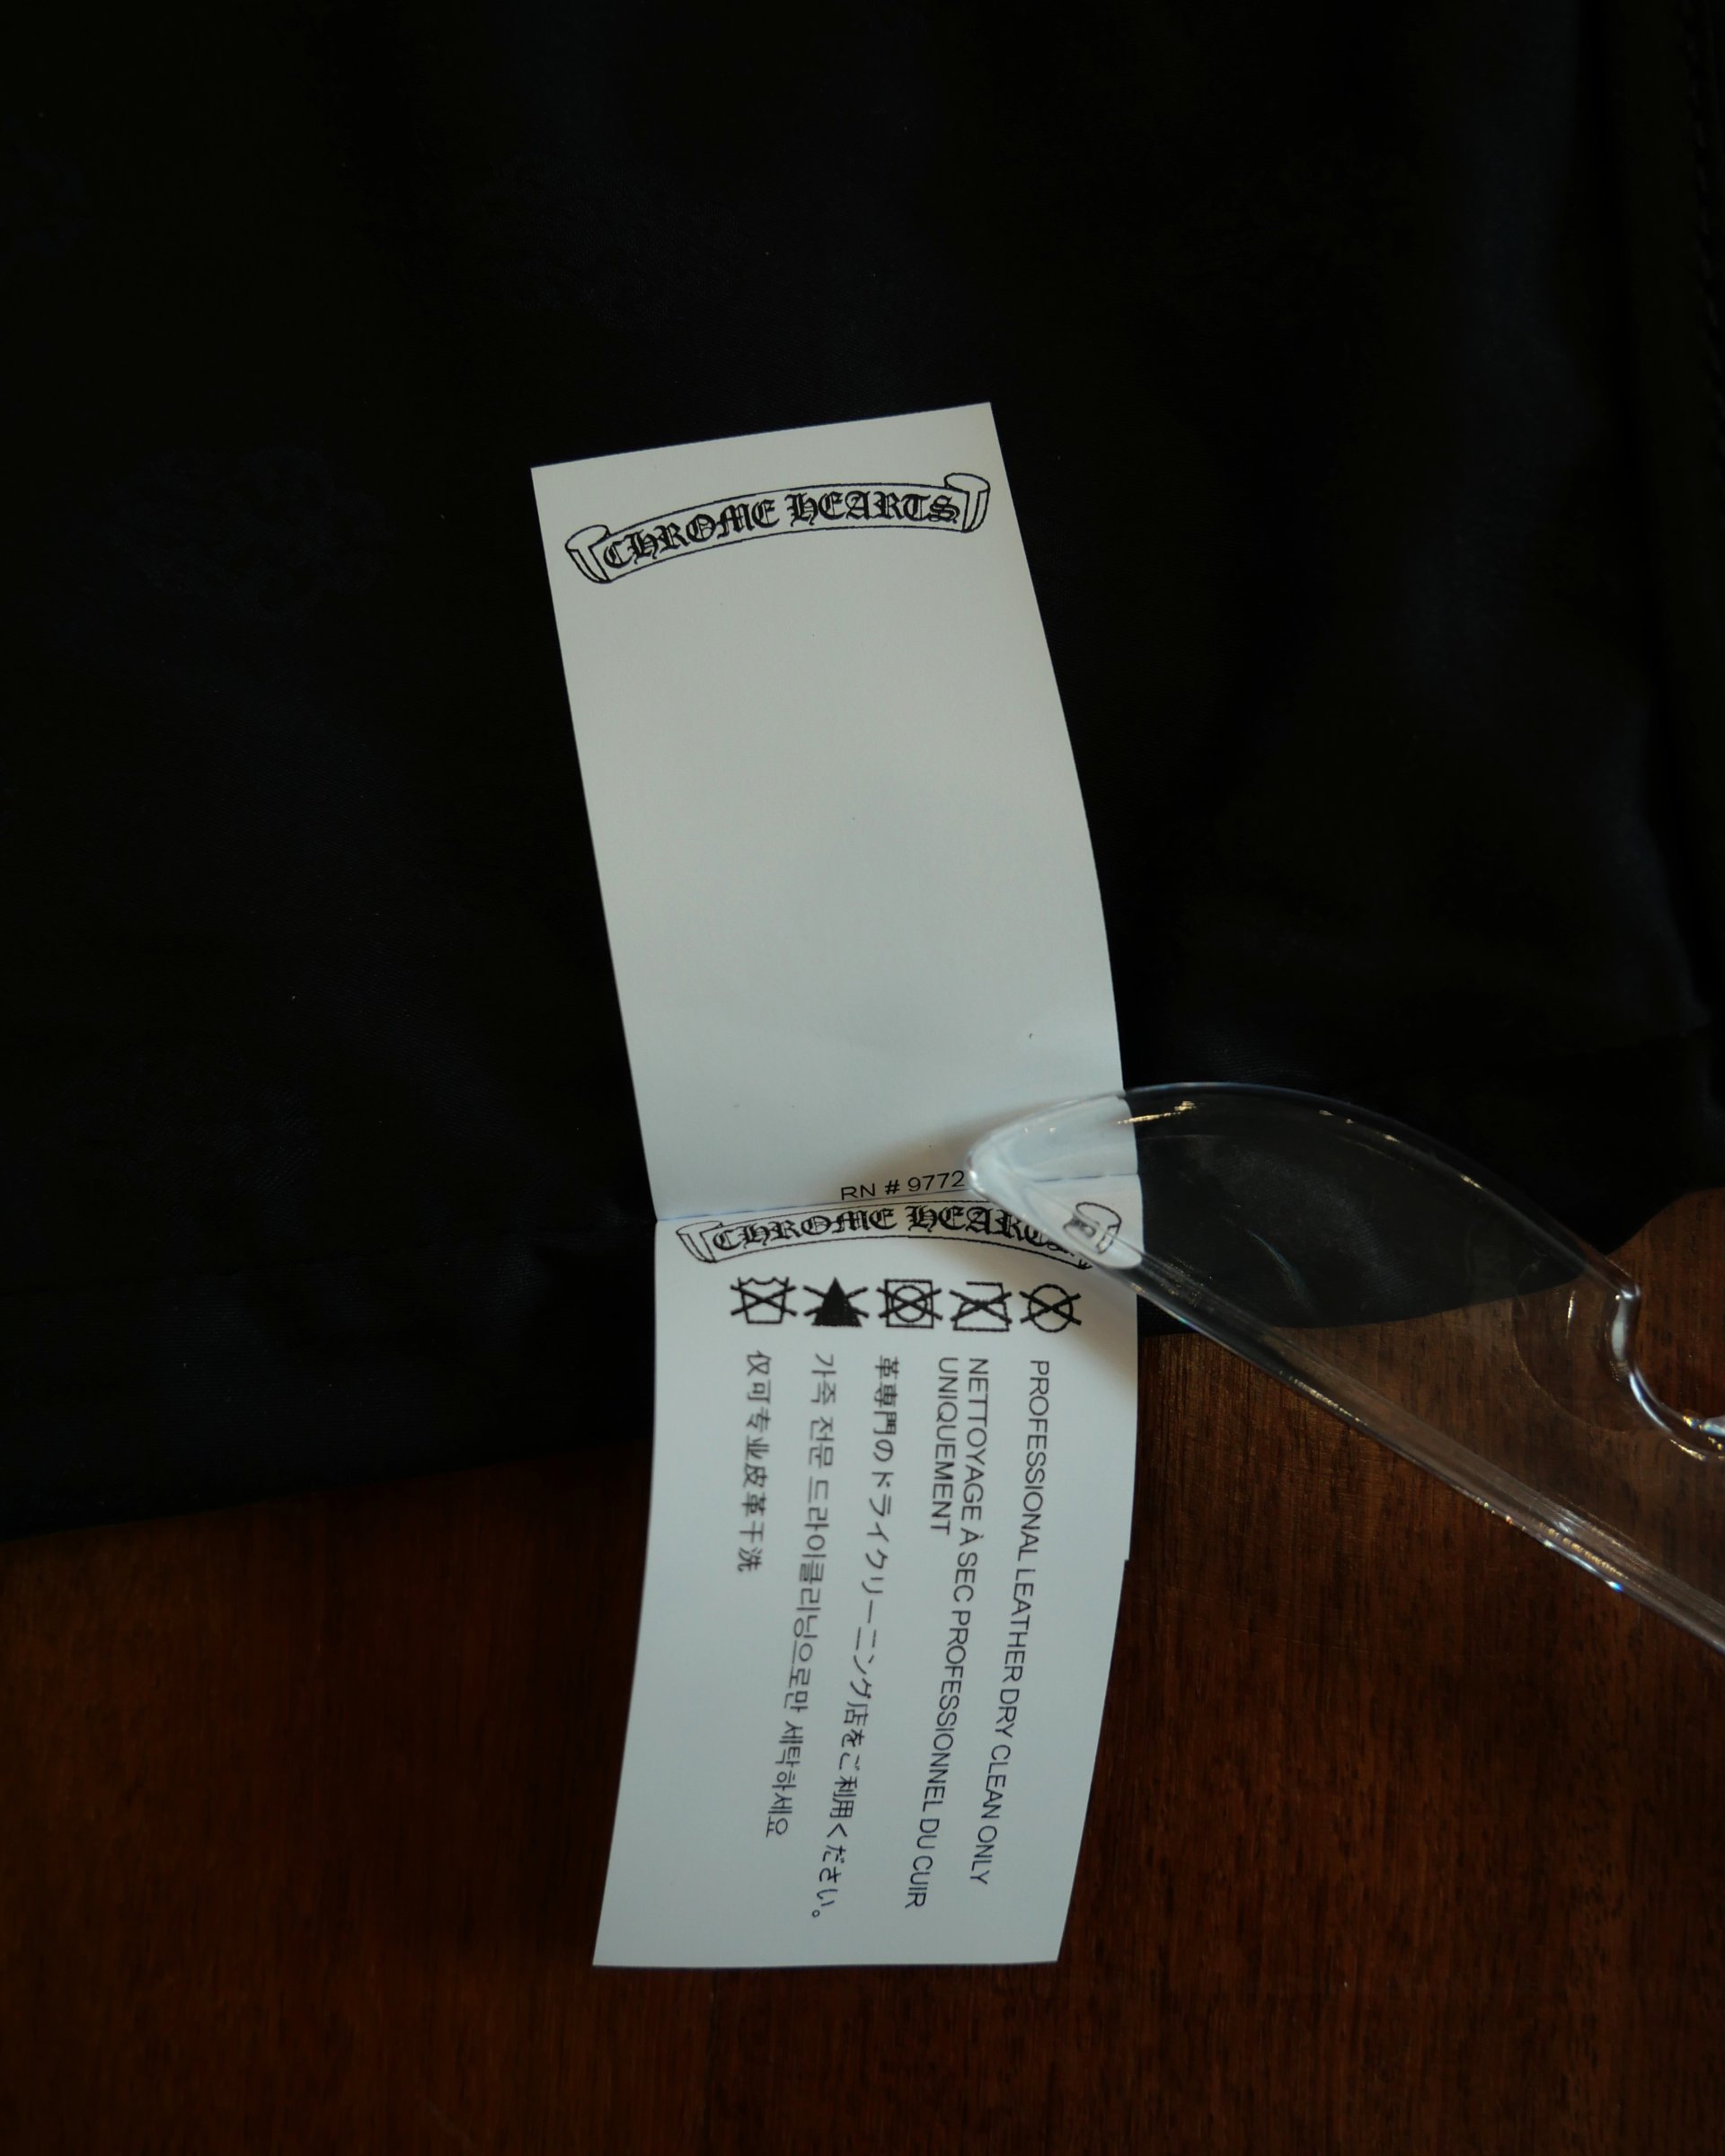 CHROME HEARTS
RN # 9772
CHROME HEARTS
PROFESSIONAL LEATHER DRY CLEAN ONLY
NETTOYAGE À SEC PROFESSIONNEL DU CUIR
UNIQUEMENT
革専門のドライクリーニング店をご利用ください。
가죽 전문 드라이클리닝으로만 세탁하세요
仅可专业皮革干洗